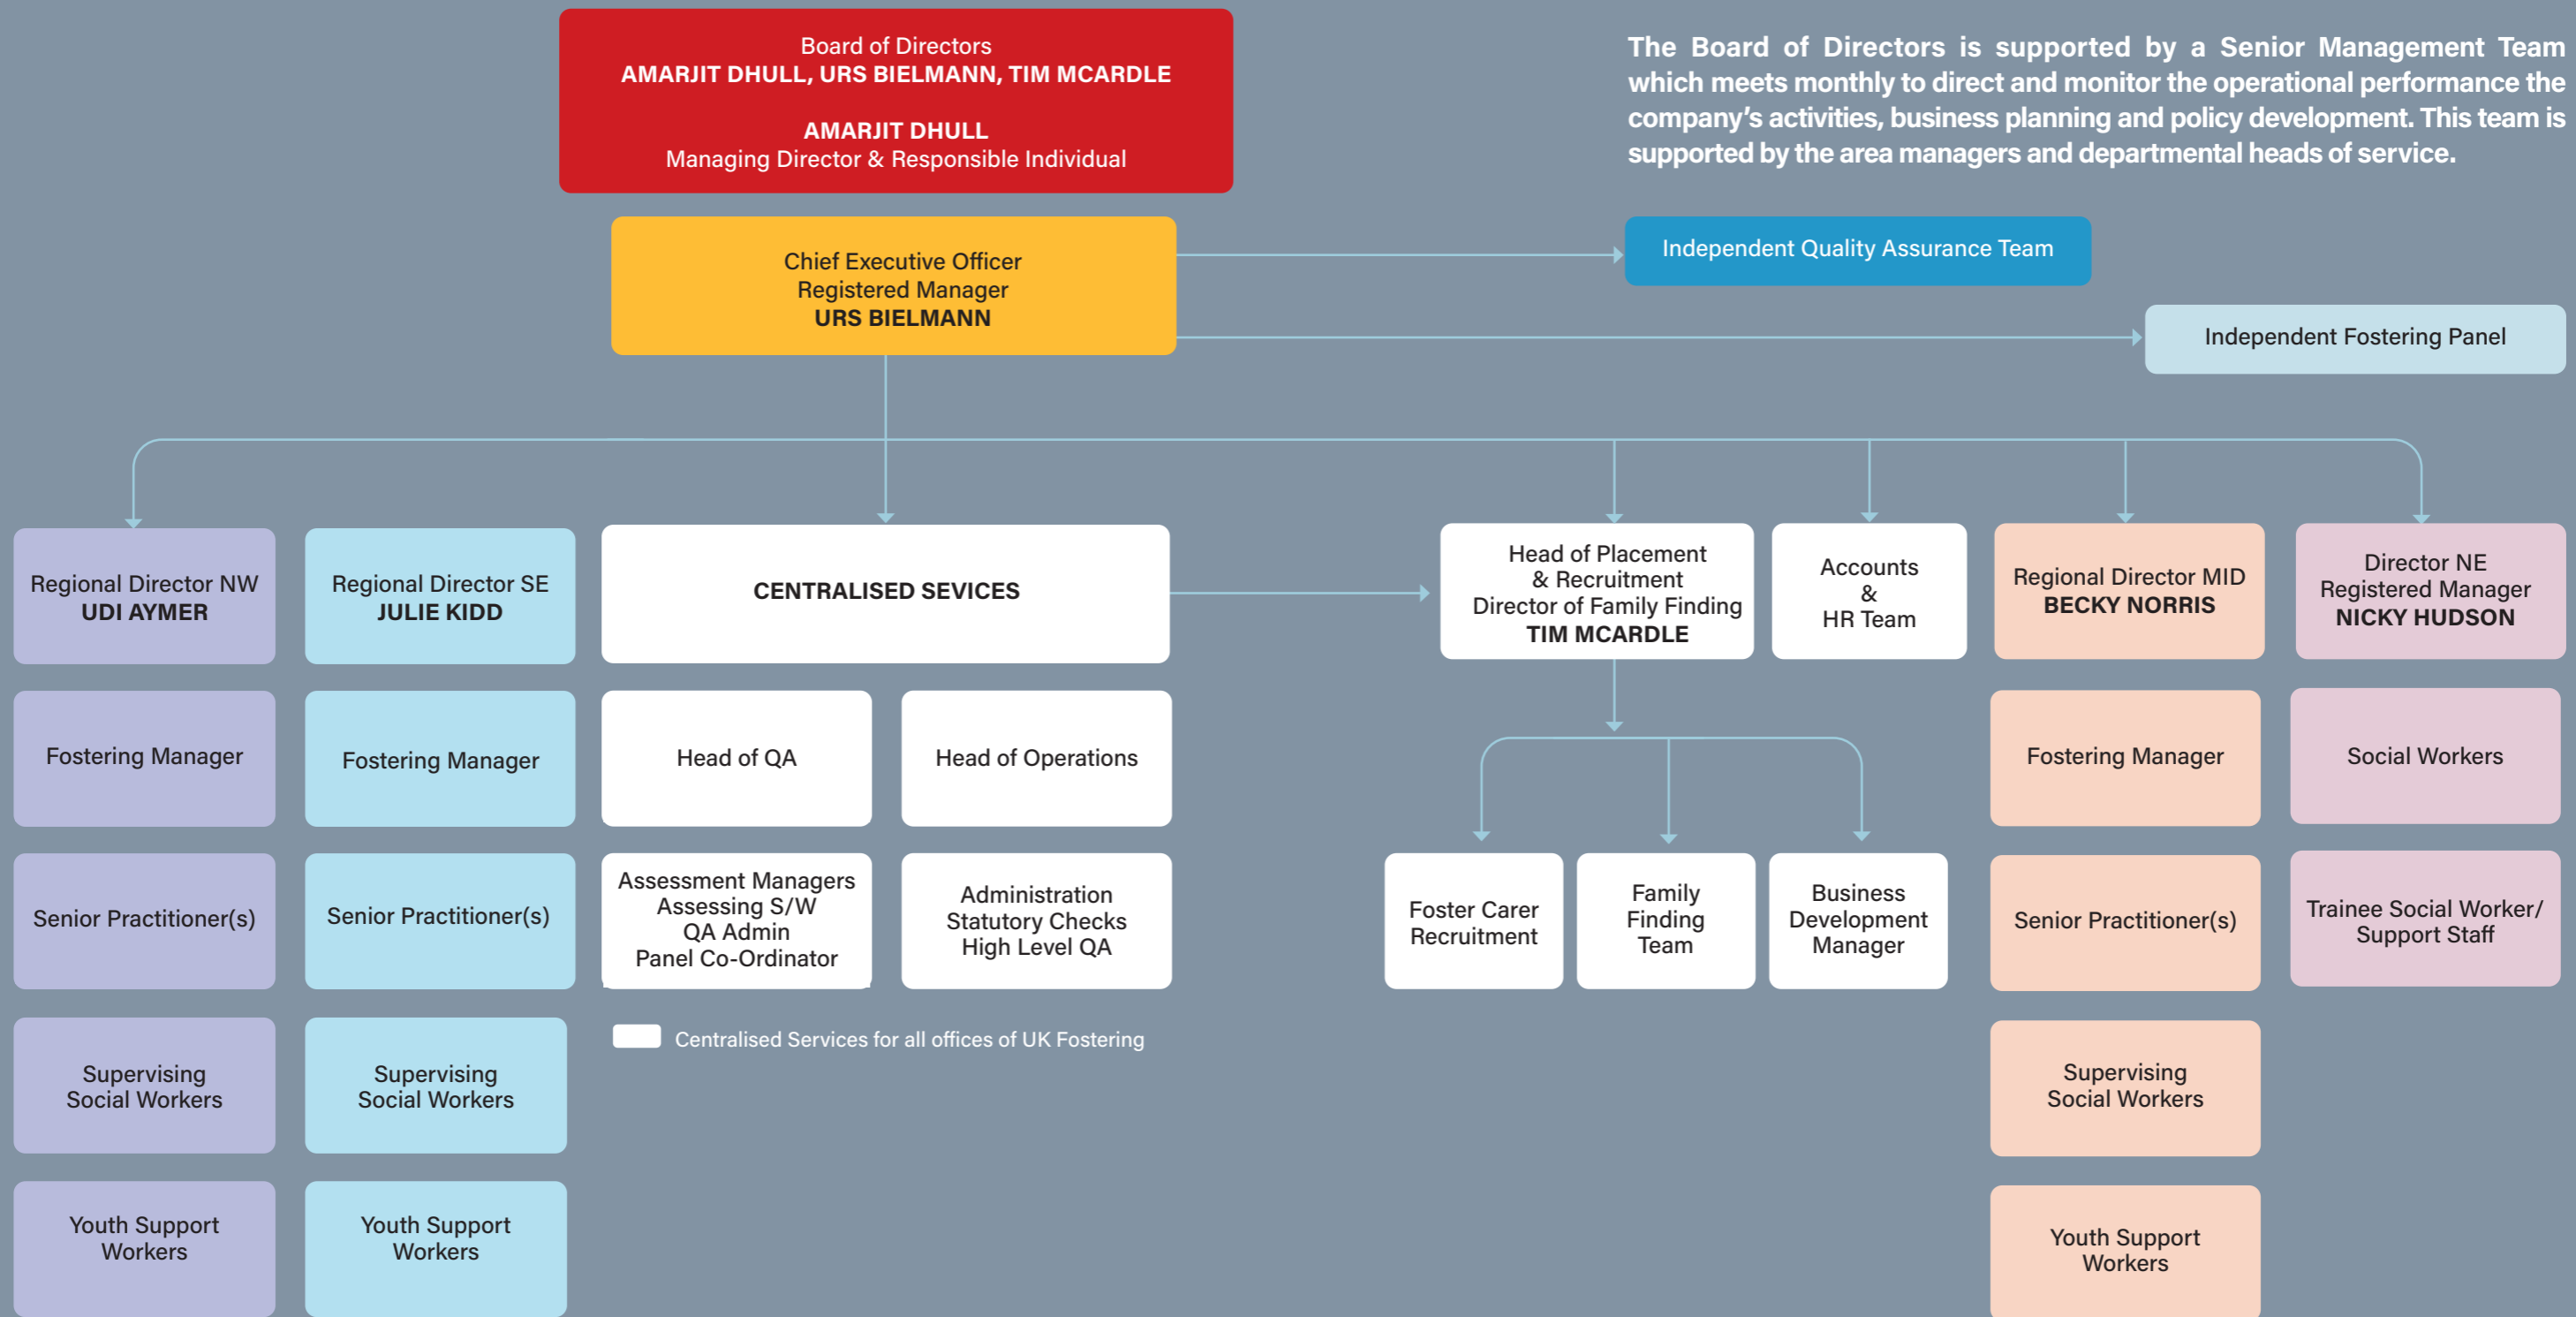 Board of Directors
AMARJIT DHULL, URS BIELMANN, TIM MCARDLE
AMARJIT DHULL
Managing Director & Responsible Individual
The Board of Directors is supported by a Senior Management Team
which meets monthly to direct and monitor the operational performance the
company's activities, business planning and policy development. This team is
supported by the area managers and departmental heads of service.
Chief Executive Officer
Registered Manager
URS BIELMANN
Independent Quality Assurance Team
Independent Fostering Panel
Regional Director NW
UDI AYMER
Regional Director SE
JULIE KIDD
CENTRALISED SEVICES
Head of Placement
& Recruitment
Director of Family Finding
TIM MCARDLE
Accounts
&
HR Team
Regional Director MID
BECKY NORRIS
Director NE
Registered Manager
NICKY HUDSON
Fostering Manager
Fostering Manager
Head of QA
Head of Operations
Fostering Manager
Social Workers
Senior Practitioner(s)
Senior Practitioner(s)
Assessment Managers
Assessing S/W
QA Admin
Panel Co-Ordinator
Administration
Statutory Checks
High Level QA
Foster Carer
Recruitment
Family
Finding
Team
Business
Development
Manager
Senior Practitioner(s)
Trainee Social Worker/
Support Staff
Centralised Services for all offices of UK Fostering
Supervising
Social Workers
Supervising
Social Workers
Supervising
Social Workers
Youth Support
Workers
Youth Support
Workers
Youth Support
Workers